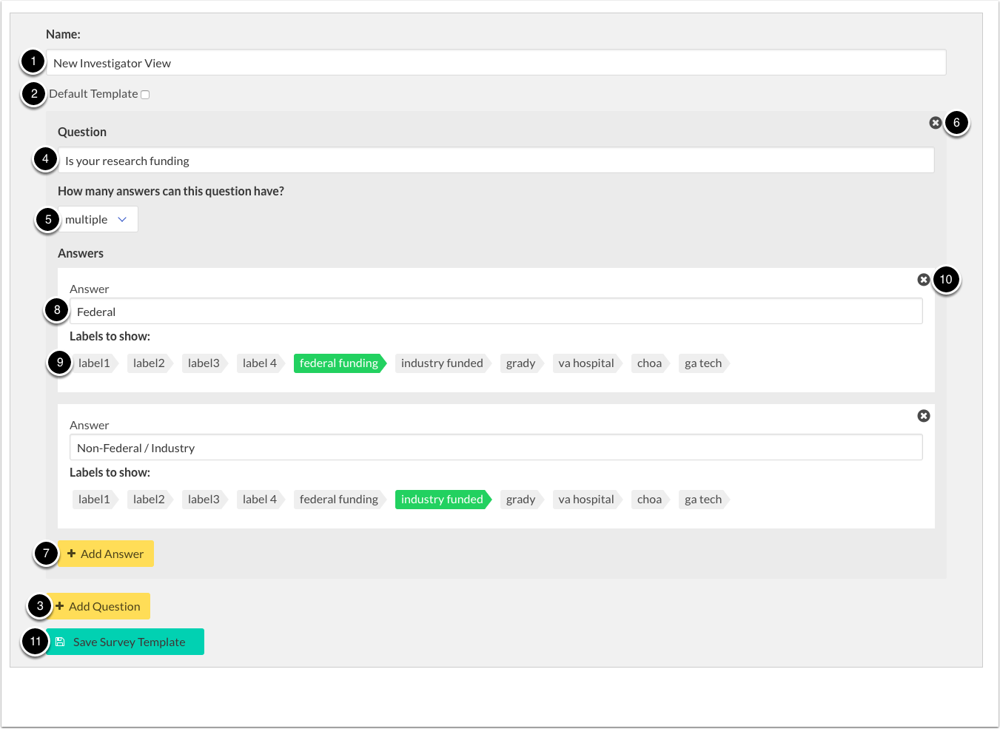 Name:
1 New Investigator View
2 Default Template
6
Question
4 Is your research funding
How many answers can this question have?
5 multiple
Answers
10
Answer
8 Federal
Labels to show:
9 label1 label2 label3 label 4 federal funding industry funded grady va hospital choa ga tech
Answer
Non-Federal / Industry
Labels to show:
label1 label2 label3 label 4 federal funding industry funded grady va hospital choa ga tech
7 + Add Answer
3 + Add Question
11 Save Survey Template